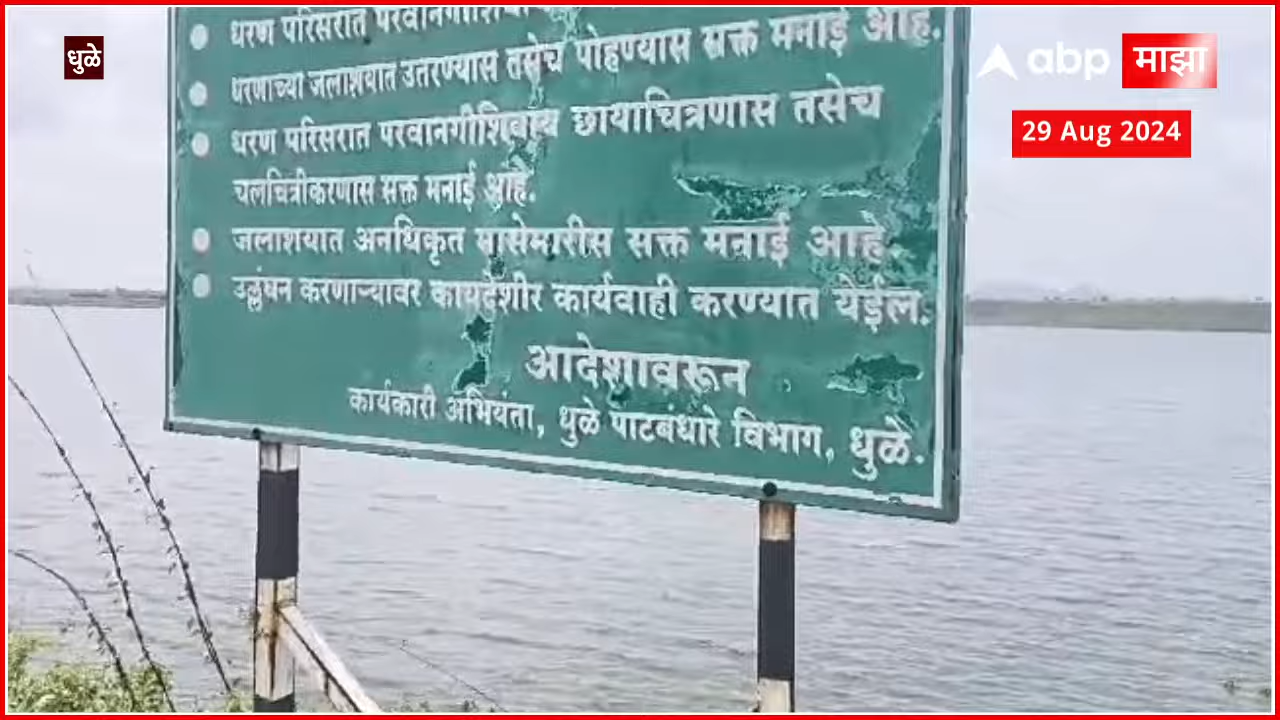 धुळे
abp माझा
29 Aug 2024
धरण परिसरात परवानगीशिवाय
धरणाच्या जलाशयात उतरण्यास तसेच पोहण्यास सक्त मनाई आहे.
धरण परिसरात परवानगीशिवाय छायाचित्रणास तसेच
चलचित्रीकरणास सक्त मनाई आहे.
जलाशयात अनधिकृत मासेमारीस सक्त मनाई आहे.
उल्लंघन करणाऱ्यावर कायदेशीर कार्यवाही करण्यात येईल.
आदेशावरून
कार्यकारी अभियंता, धुळे पाटबंधारे विभाग, धुळे.